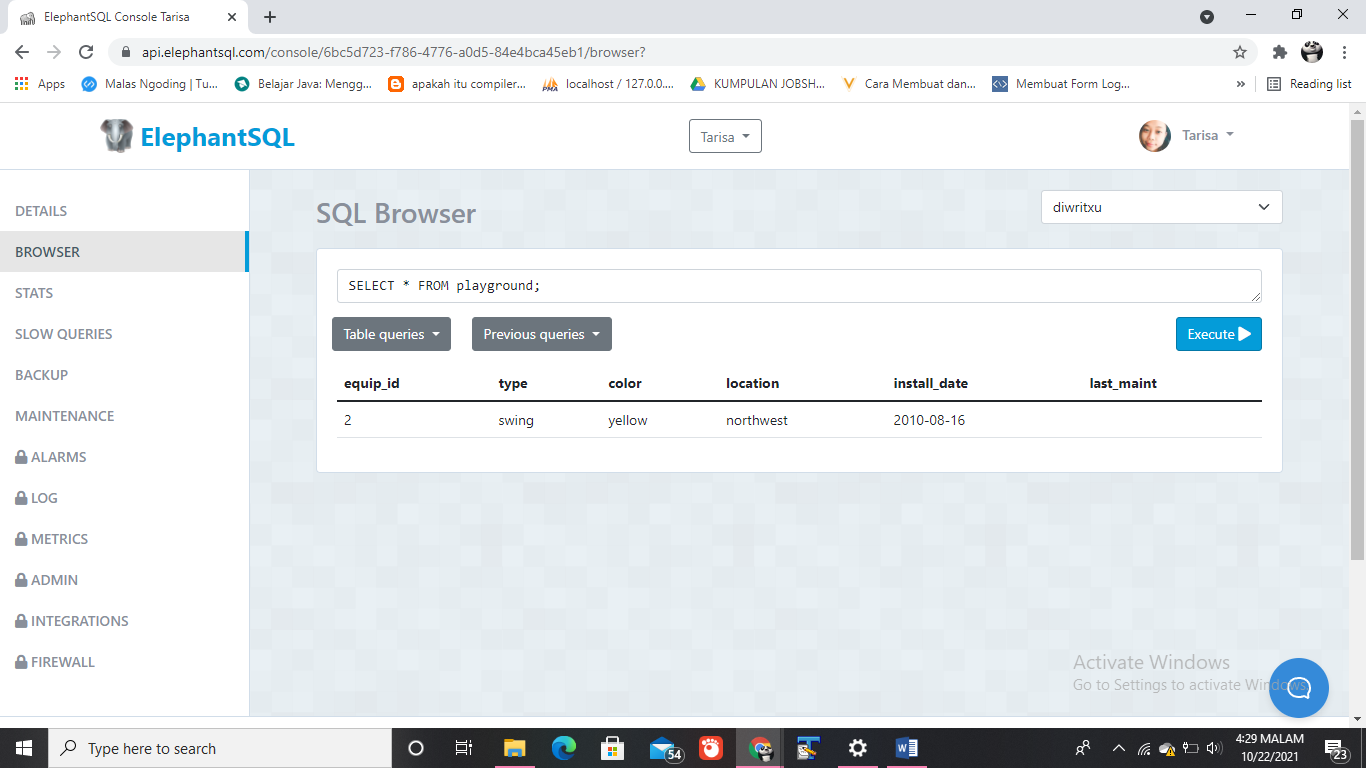 ElephantSQL Console Tarisa
api.elephantsql.com/console/6bc5d723-f786-4776-a0d5-84e4bca45eb1/browser?
Apps
Malas Ngoding | Tu...
Belajar Java: Mengg...
apakah itu compiler...
localhost / 127.0.0....
KUMPULAN JOBSH...
Cara Membuat dan...
Membuat Form Log...
»
Reading list
ElephantSQL
Tarisa
Tarisa
DETAILS
BROWSER
STATS
SLOW QUERIES
BACKUP
MAINTENANCE
ALARMS
LOG
METRICS
ADMIN
INTEGRATIONS
FIREWALL
SQL Browser
diwritxu
SELECT * FROM playground;
Table queries
Previous queries
Execute
equip_id type color location install_date last_maint
2 swing yellow northwest 2010-08-16
Activate Windows
Go to Settings to activate Windows.
Type here to search
54
4:29 MALAM
10/22/2021
23